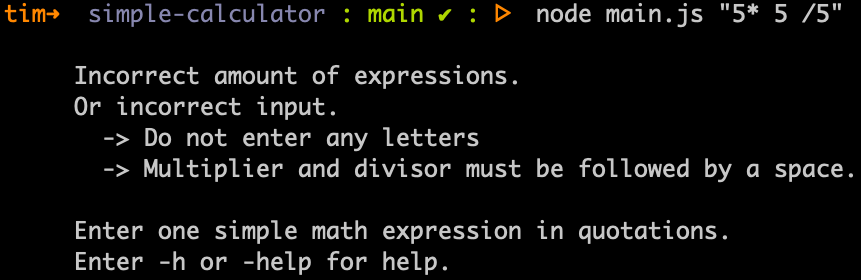 tim→ simple-calculator : main ✔ : ▷ node main.js "5* 5 /5"
Incorrect amount of expressions.
Or incorrect input.
-> Do not enter any letters
-> Multiplier and divisor must be followed by a space.
Enter one simple math expression in quotations.
Enter -h or -help for help.